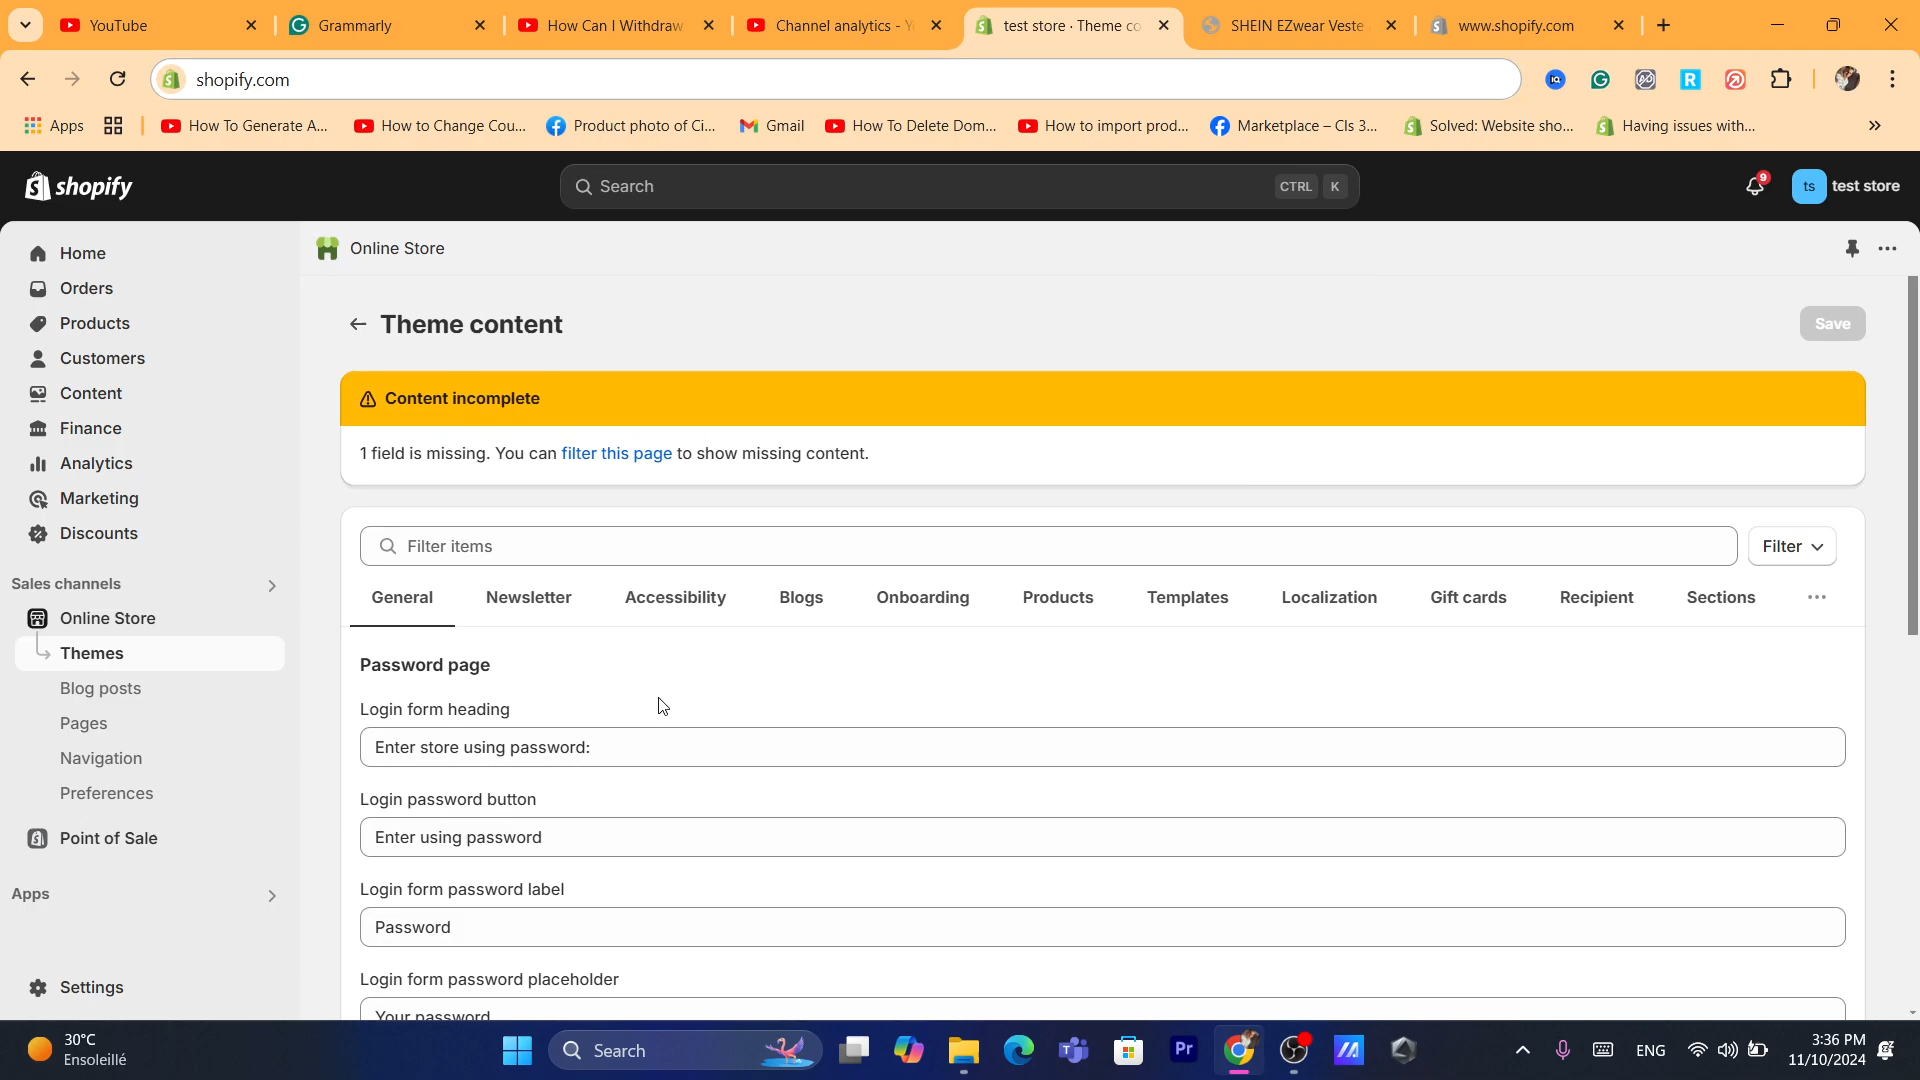 YouTube
Grammarly
How Can I Withdraw
Channel analytics - Y
test store · Theme co
SHEIN EZwear Veste
www.shopify.com
shopify.com
Apps
How To Generate A...
How to Change Cou...
Product photo of Ci...
Gmail
How To Delete Dom...
How to import prod...
Marketplace – Cls 3...
Solved: Website sho...
Having issues with...
shopify
Search
CTRL K
9
ts
test store
Home
Orders
Products
Customers
Content
Finance
Analytics
Marketing
Discounts
Sales channels
Online Store
Themes
Blog posts
Pages
Navigation
Preferences
Point of Sale
Apps
Settings
Online Store
Theme content
Save
Content incomplete
1 field is missing. You can filter this page to show missing content.
Filter items
Filter
General
Newsletter
Accessibility
Blogs
Onboarding
Products
Templates
Localization
Gift cards
Recipient
Sections
Password page
Login form heading
Enter store using password:
Login password button
Enter using password
Login form password label
Password
Login form password placeholder
Your password
30°C
Ensoleillé
Search
Pr
ENG
3:36 PM
11/10/2024